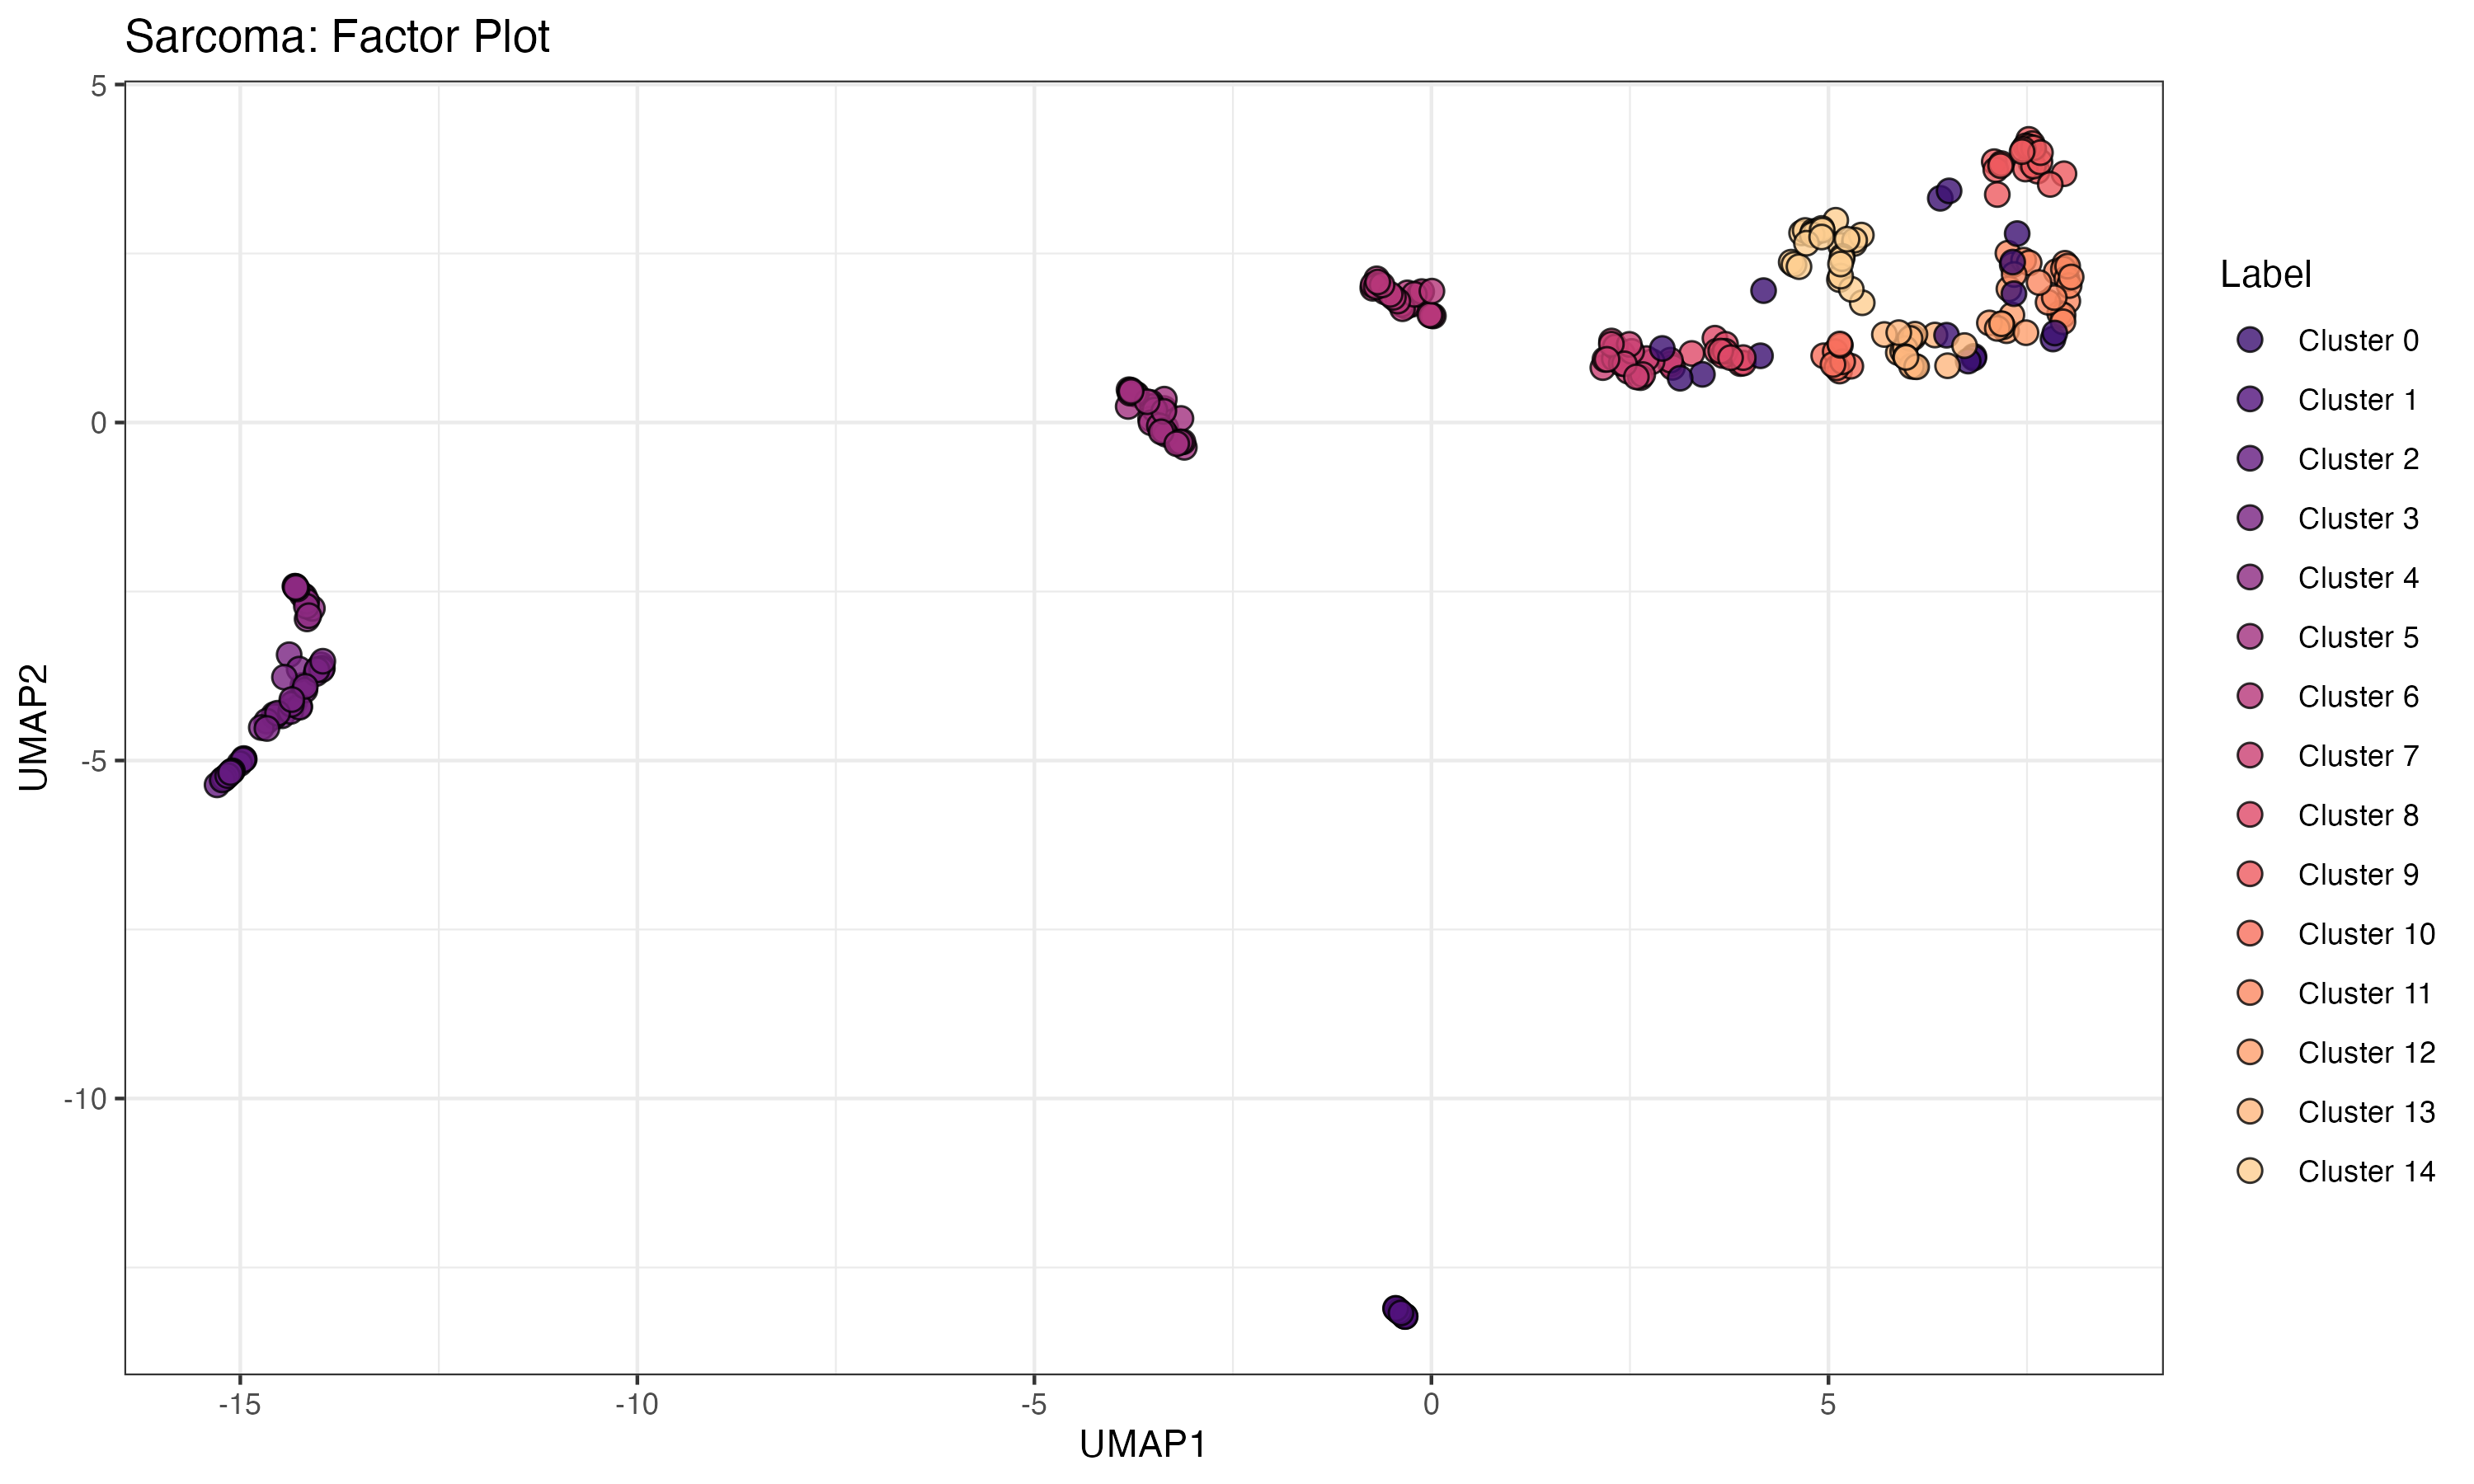 Sarcoma: Factor Plot
5
0
-5
-10
UMAP2
-15
-10
-5
0
5
UMAP1
Label
Cluster 0
Cluster 1
Cluster 2
Cluster 3
Cluster 4
Cluster 5
Cluster 6
Cluster 7
Cluster 8
Cluster 9
Cluster 10
Cluster 11
Cluster 12
Cluster 13
Cluster 14